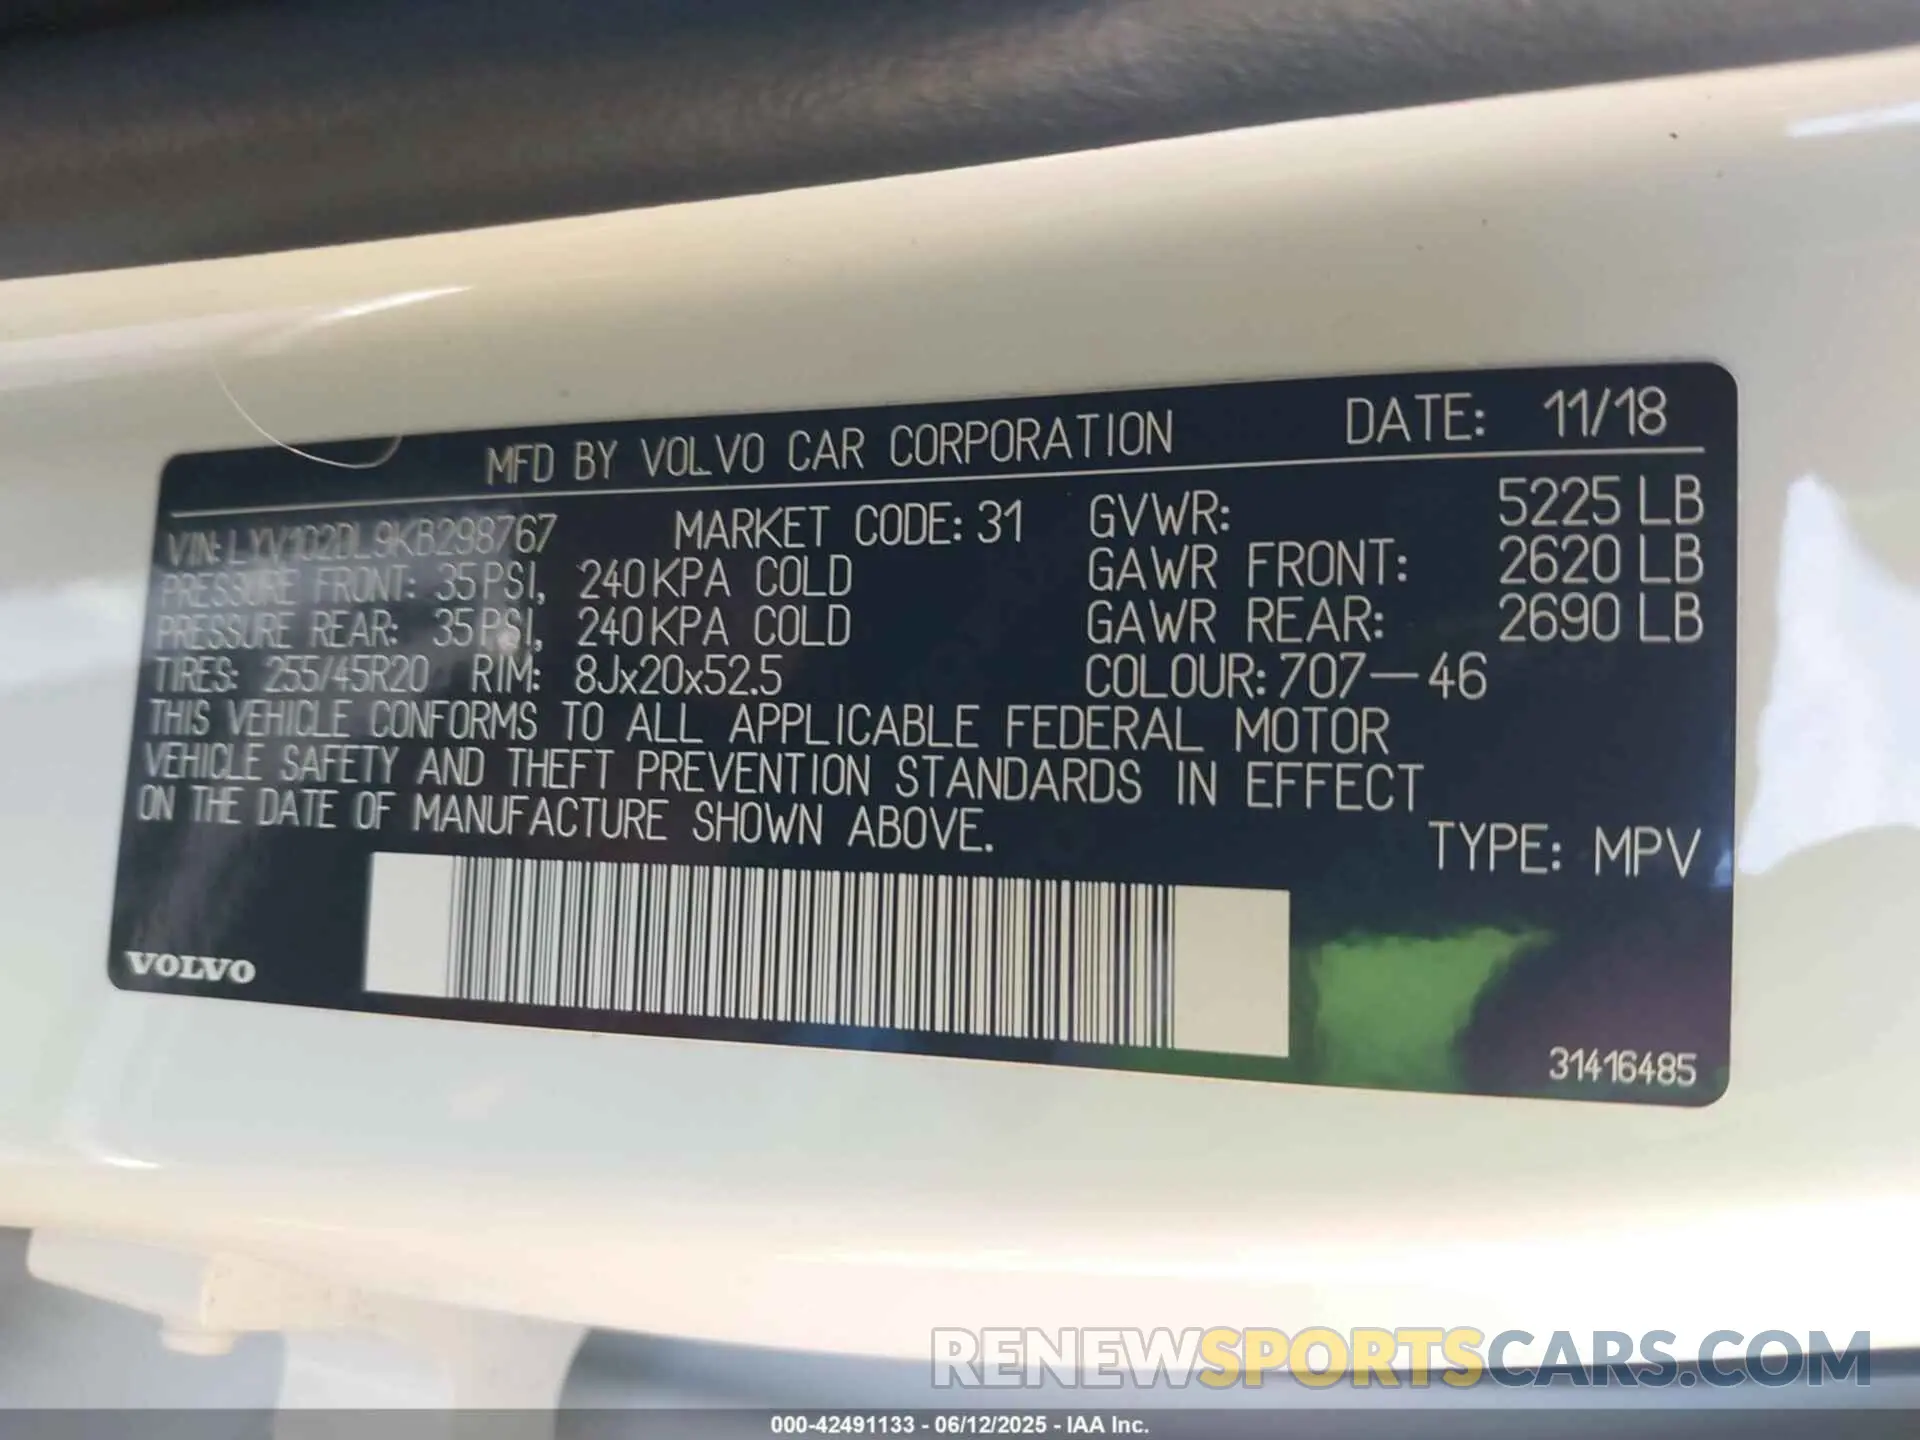 MFD BY VOLVO CAR CORPORATION DATE: 11/18
VIN: LYV102DL9KB298767 MARKET CODE: 31 GVWR: 5225 LB
PRESSURE FRONT: 35 PSI, 240 KPA COLD GAWR FRONT: 2620 LB
PRESSURE REAR: 35 PSI, 240 KPA COLD GAWR REAR: 2690 LB
TIRES: 255/45R20 RIM: 8Jx20x52.5 COLOUR: 707-46
THIS VEHICLE CONFORMS TO ALL APPLICABLE FEDERAL MOTOR
VEHICLE SAFETY AND THEFT PREVENTION STANDARDS IN EFFECT
ON THE DATE OF MANUFACTURE SHOWN ABOVE.
TYPE: MPV
VOLVO
31416485
RENEWSPORTSCARS.COM
000-42491133 - 06/12/2025 - IAA Inc.